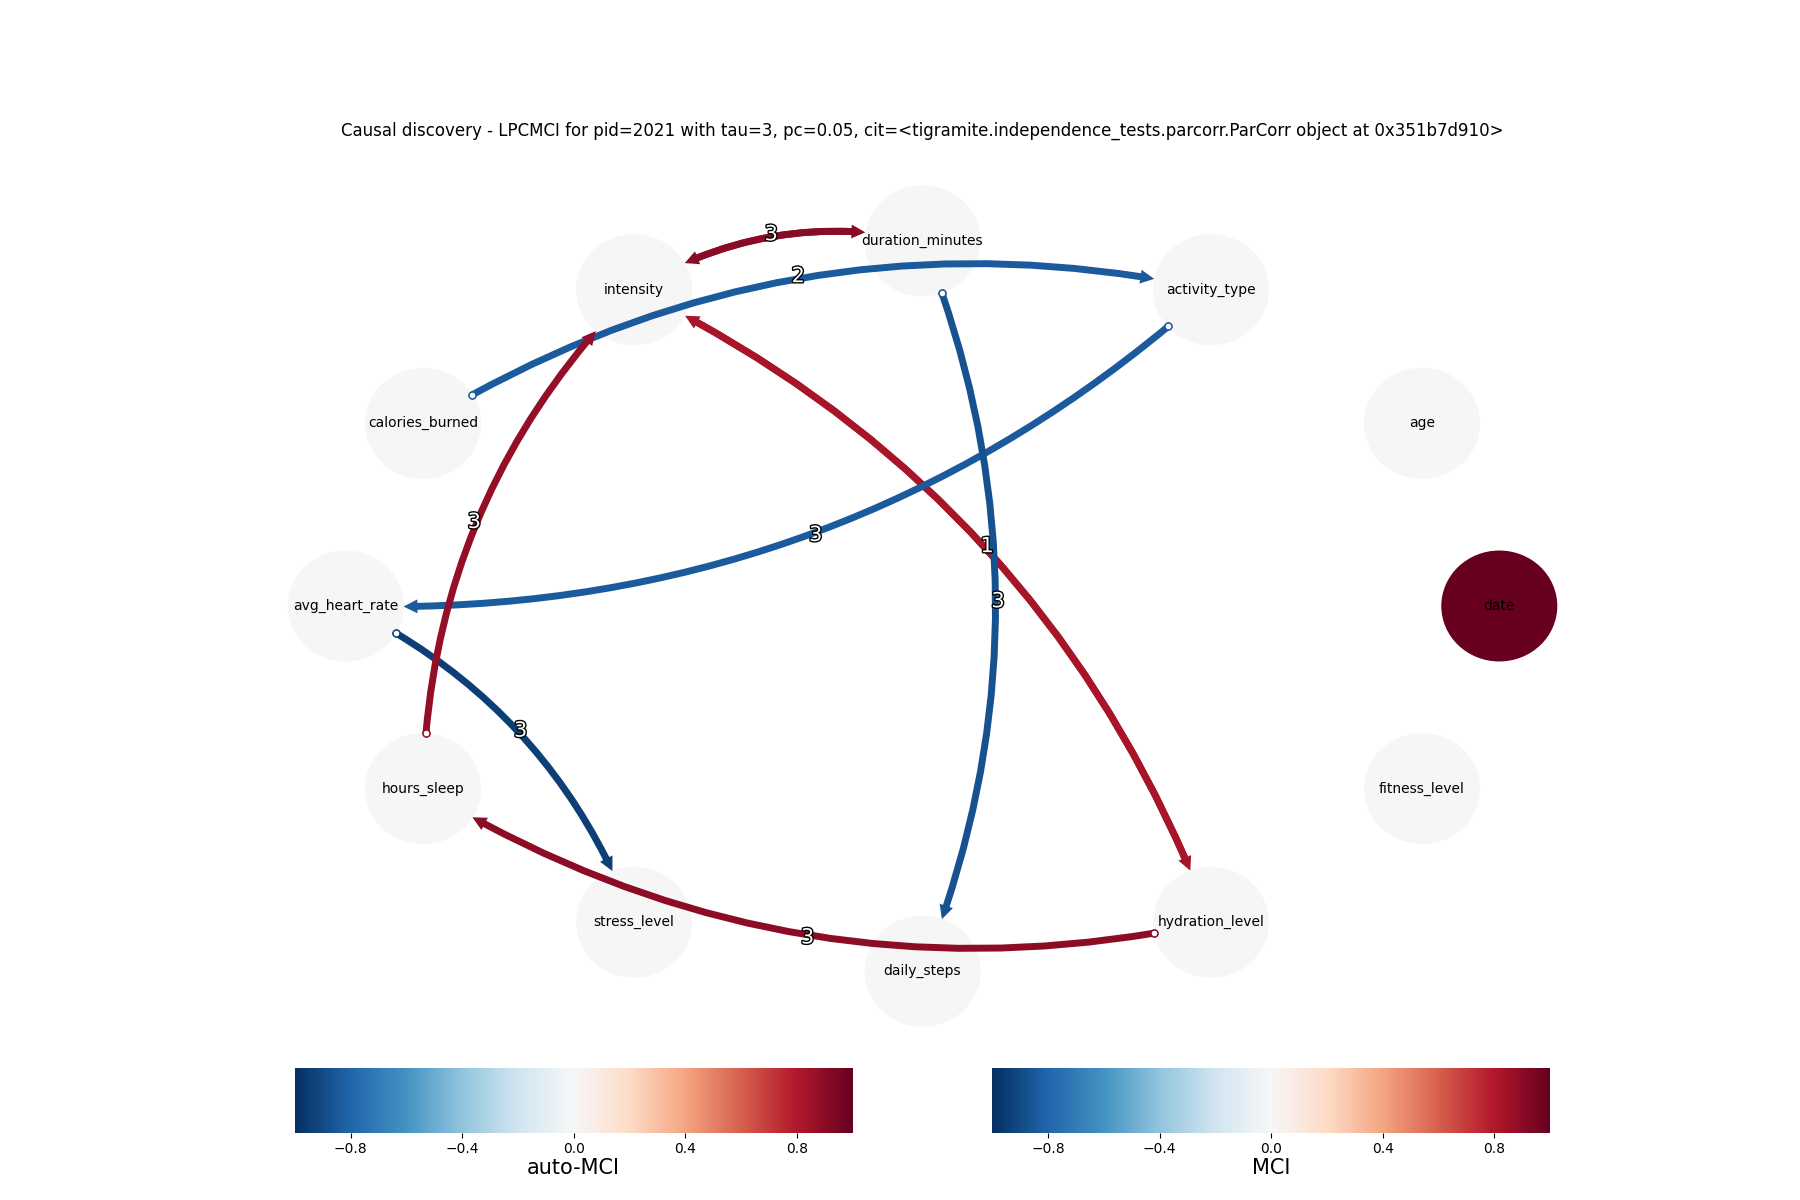 Causal discovery - LPCMCI for pid=2021 with tau=3, pc=0.05, cit=<tigramite.independence_tests.parcorr.ParCorr object at 0x351b7d910>
3
duration_minutes
2
intensity
activity_type
calories_burned
age
3
3
1
avg_heart_rate
3
date
3
hours_sleep
fitness_level
stress_level
3
hydration_level
daily_steps
−0.8 −0.4 0.0 0.4 0.8
auto-MCI
−0.8 −0.4 0.0 0.4 0.8
MCI